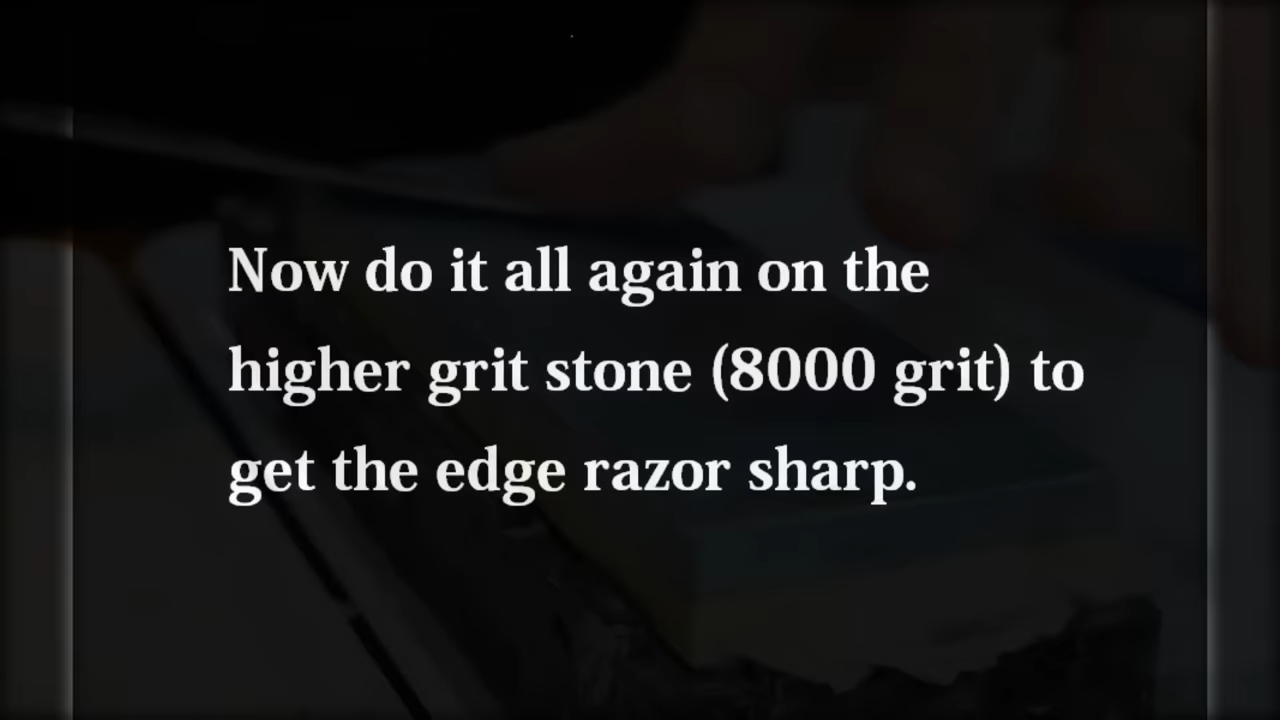 Now do it all again on the
higher grit stone (8000 grit) to
get the edge razor sharp.